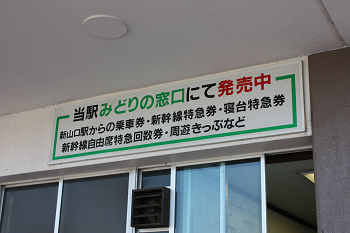 当駅みどりの窓口にて発売中
新山口駅からの乗車券・新幹線特急券・寝台特急券
新幹線自由席特急回数券・周遊きっぷなど